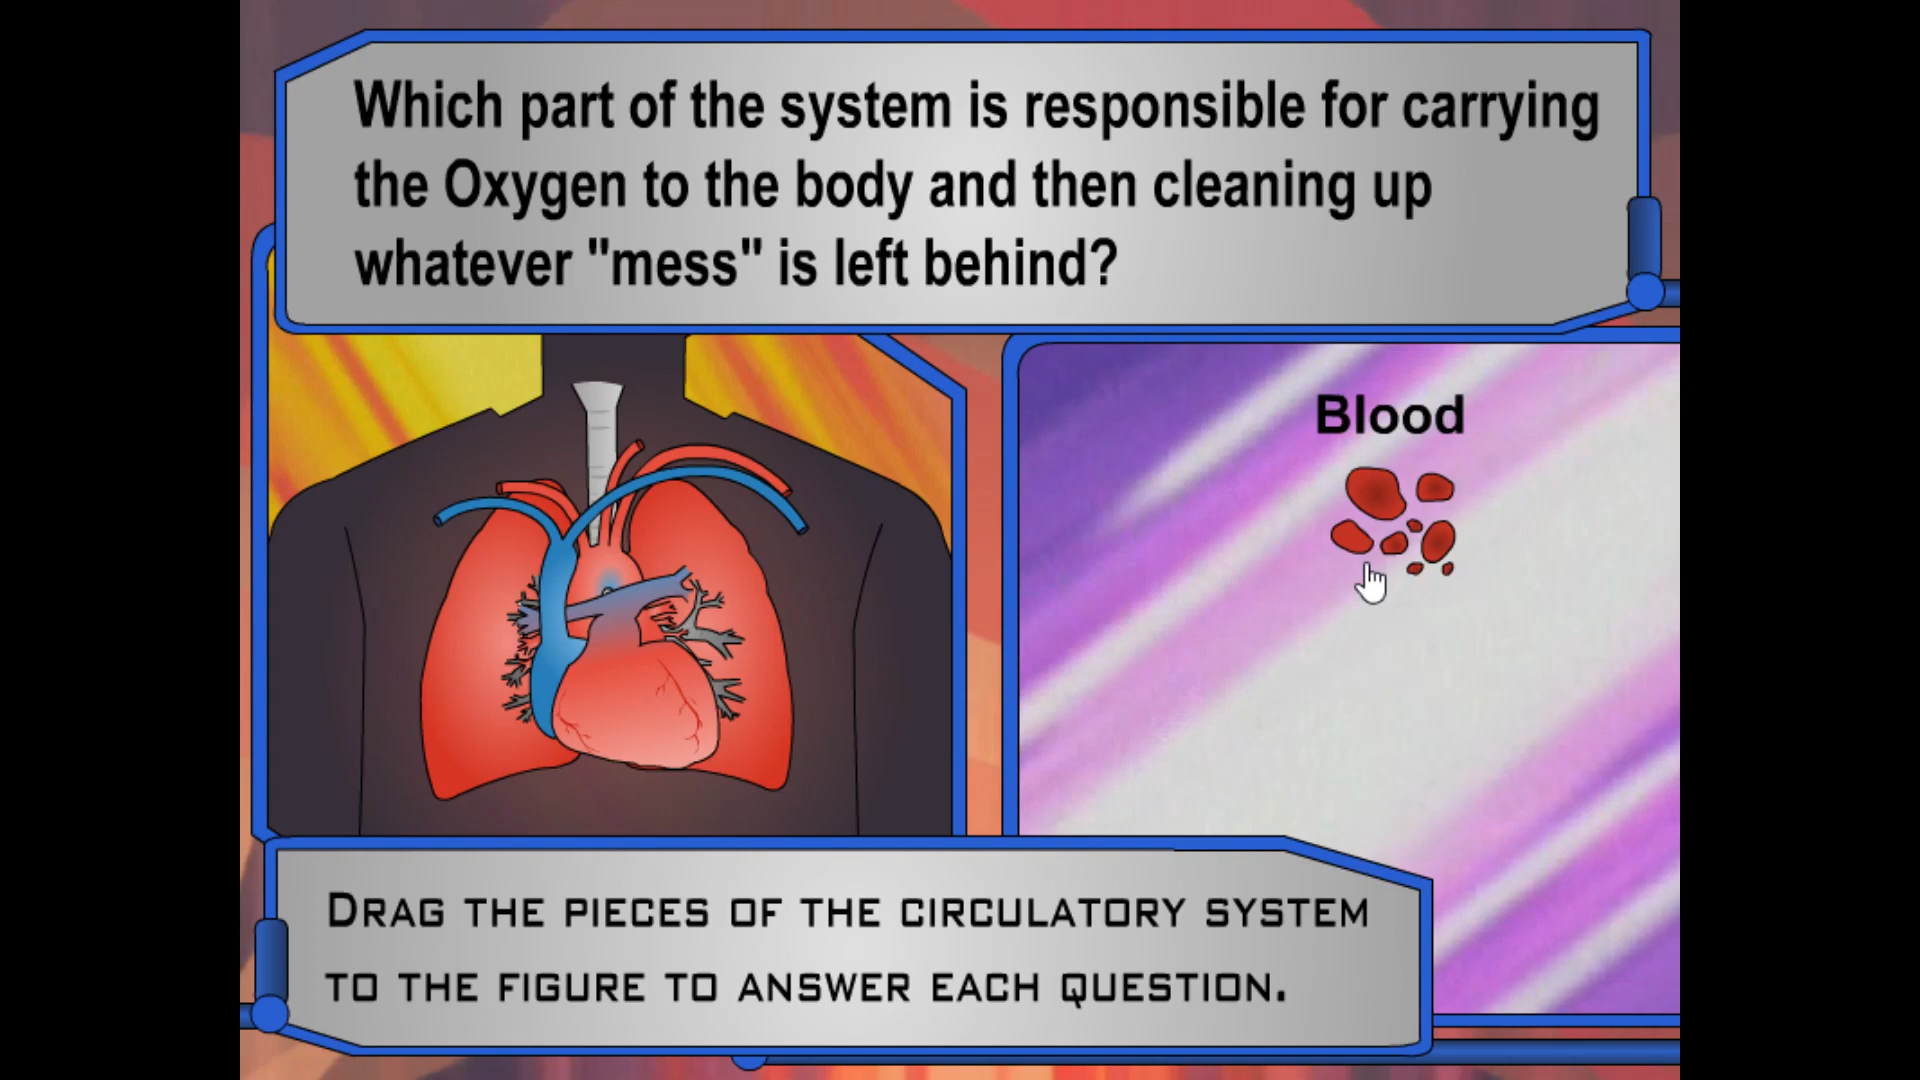 Which part of the system is responsible for carrying
the Oxygen to the body and then cleaning up
whatever "mess" is left behind?
Blood
DRAG THE PIECES OF THE CIRCULATORY SYSTEM
TO THE FIGURE TO ANSWER EACH QUESTION.